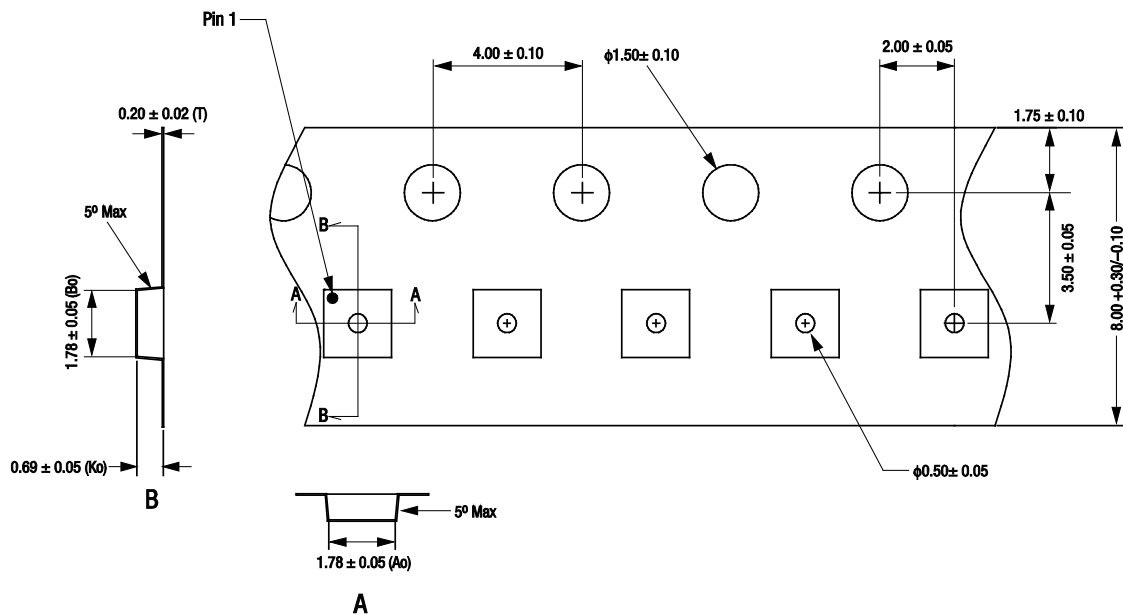 Pin 1
4.00 ± 0.10
ϕ1.50± 0.10
2.00 ± 0.05
0.20 ± 0.02 (T)
1.75 ± 0.10
5º Max
B
3.50 ± 0.05
8.00 +0.30/–0.10
1.78 ± 0.05 (Bo)
A
A
B
0.69 ± 0.05 (Ko)
ϕ0.50± 0.05
B
5º Max
1.78 ± 0.05 (Ao)
A